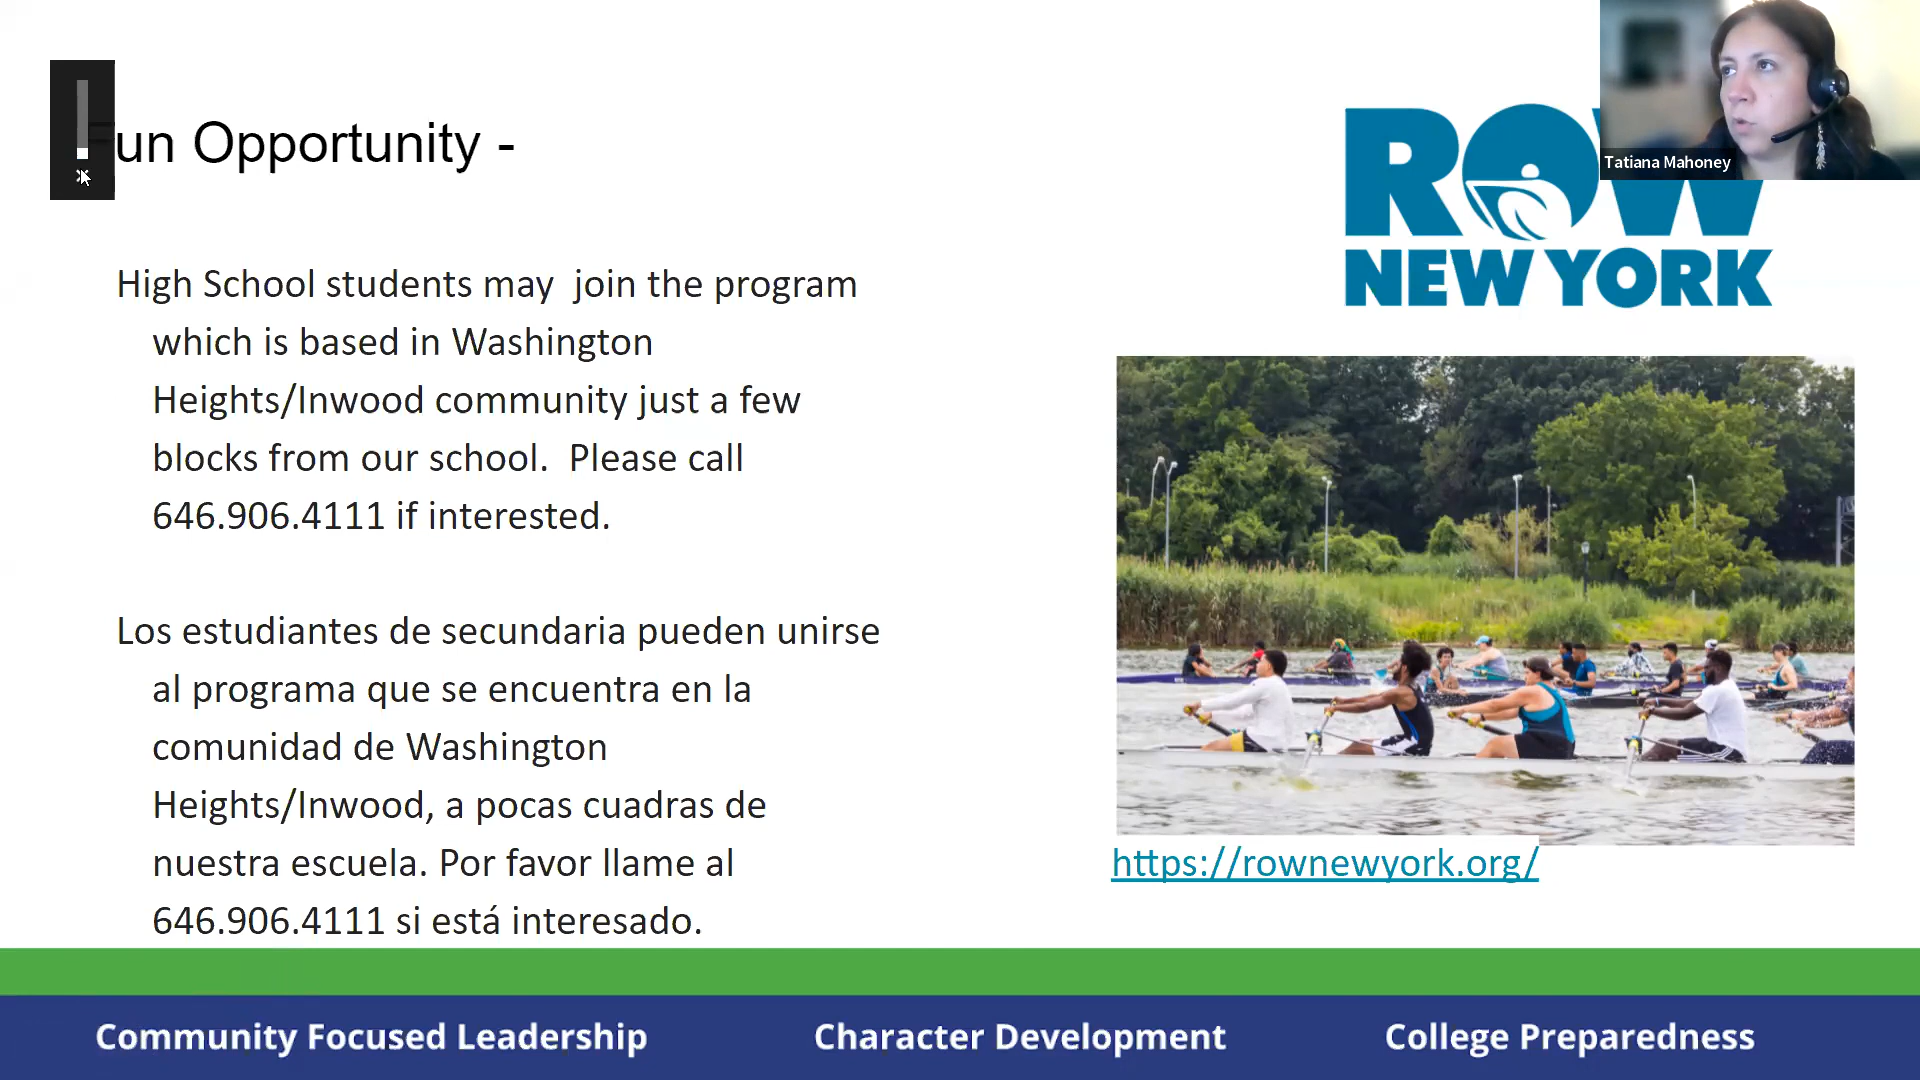 un Opportunity -
ROW
NEW YORK
Tatiana Mahoney
High School students may  join the program
which is based in Washington
Heights/Inwood community just a few
blocks from our school.  Please call
646.906.4111 if interested.
Los estudiantes de secundaria pueden unirse
al programa que se encuentra en la
comunidad de Washington
Heights/Inwood, a pocas cuadras de
nuestra escuela. Por favor llame al
646.906.4111 si está interesado.
https://rownewyork.org/
Community Focused Leadership
Character Development
College Preparedness